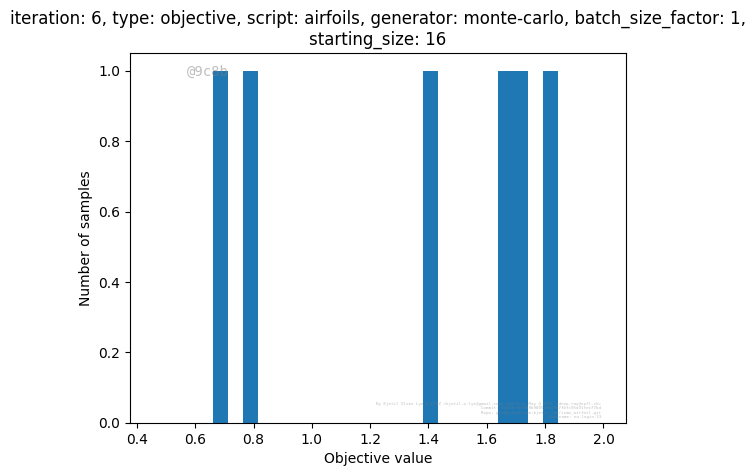 iteration: 6, type: objective, script: airfoils, generator: monte-carlo, batch_size_factor: 1,
starting_size: 16
@9c8b
1.0
0.8
0.6
0.4
0.2
0.0
Number of samples
0.4 0.6 0.8 1.0 1.2 1.4 1.6 1.8 2.0
Objective value